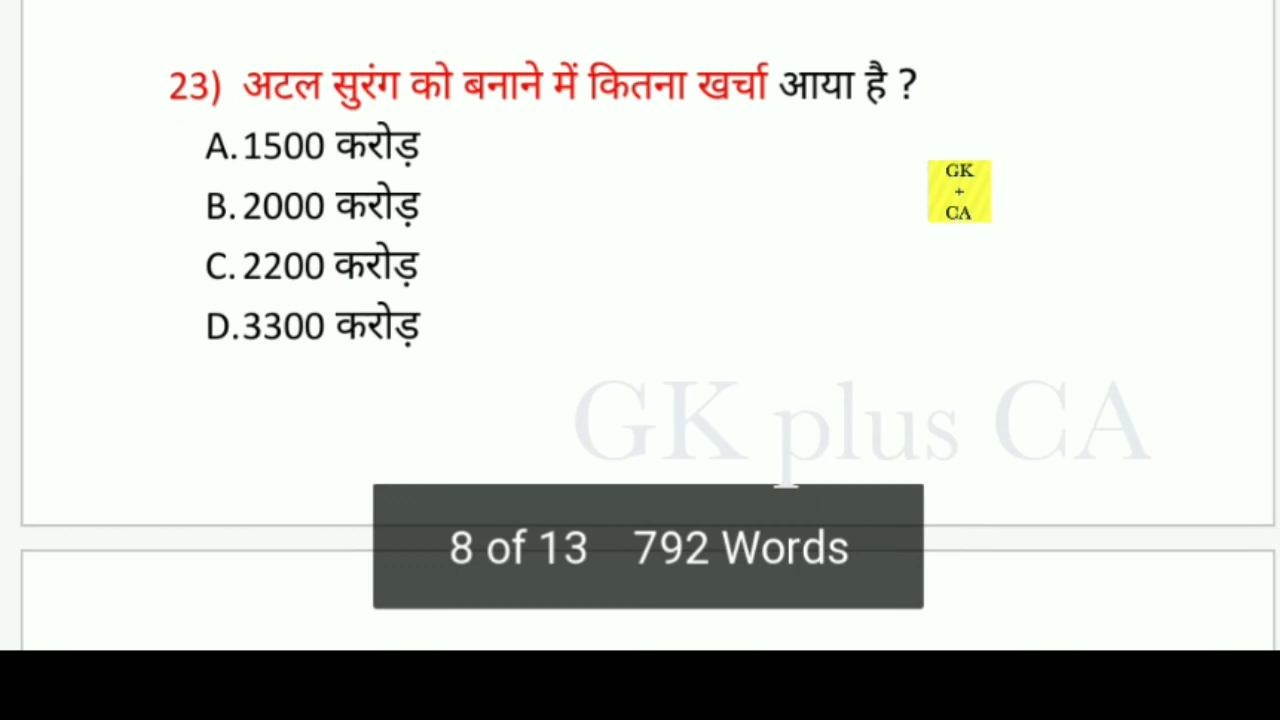 23) अटल सुरंग को बनाने में कितना खर्चा आया है ?
A. 1500 करोड़
B. 2000 करोड़
C. 2200 करोड़
D. 3300 करोड़
GK
+
CA
GK plus CA
8 of 13 792 Words